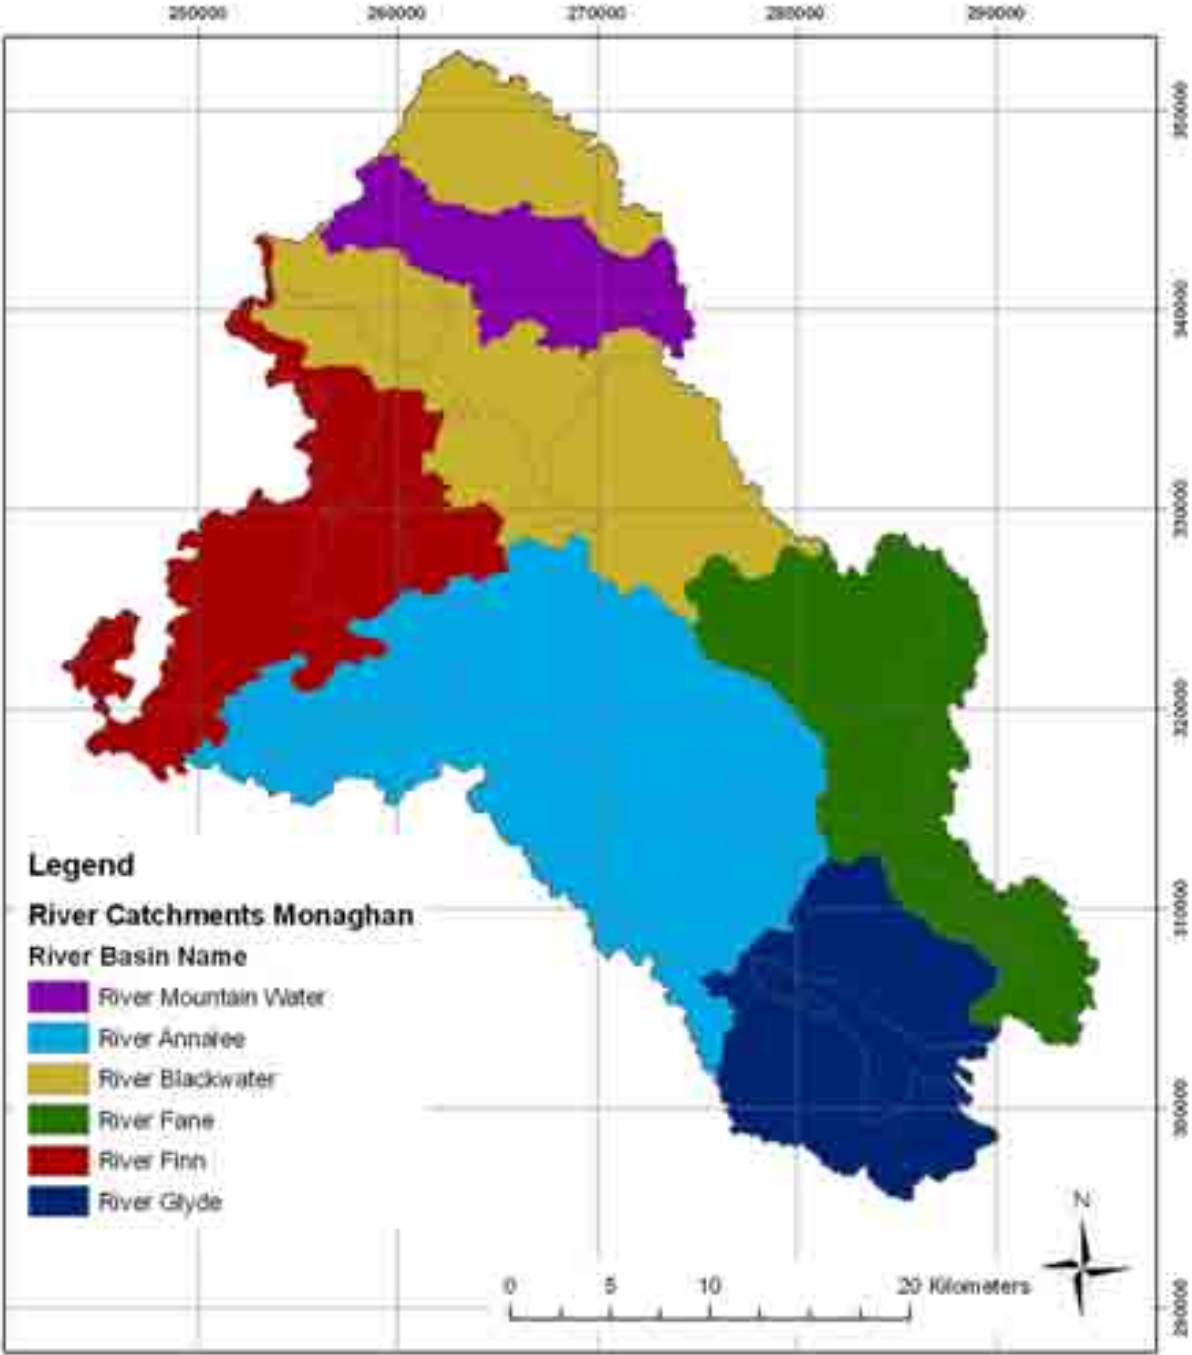 250000 260000 270000 280000 290000
350000
340000
330000
320000
310000
300000
290000
Legend
River Catchments Monaghan
River Basin Name
River Mountain Water
River Annalee
River Blackwater
River Fane
River Finn
River Glyde
N
0 5 10 20 Kilometers